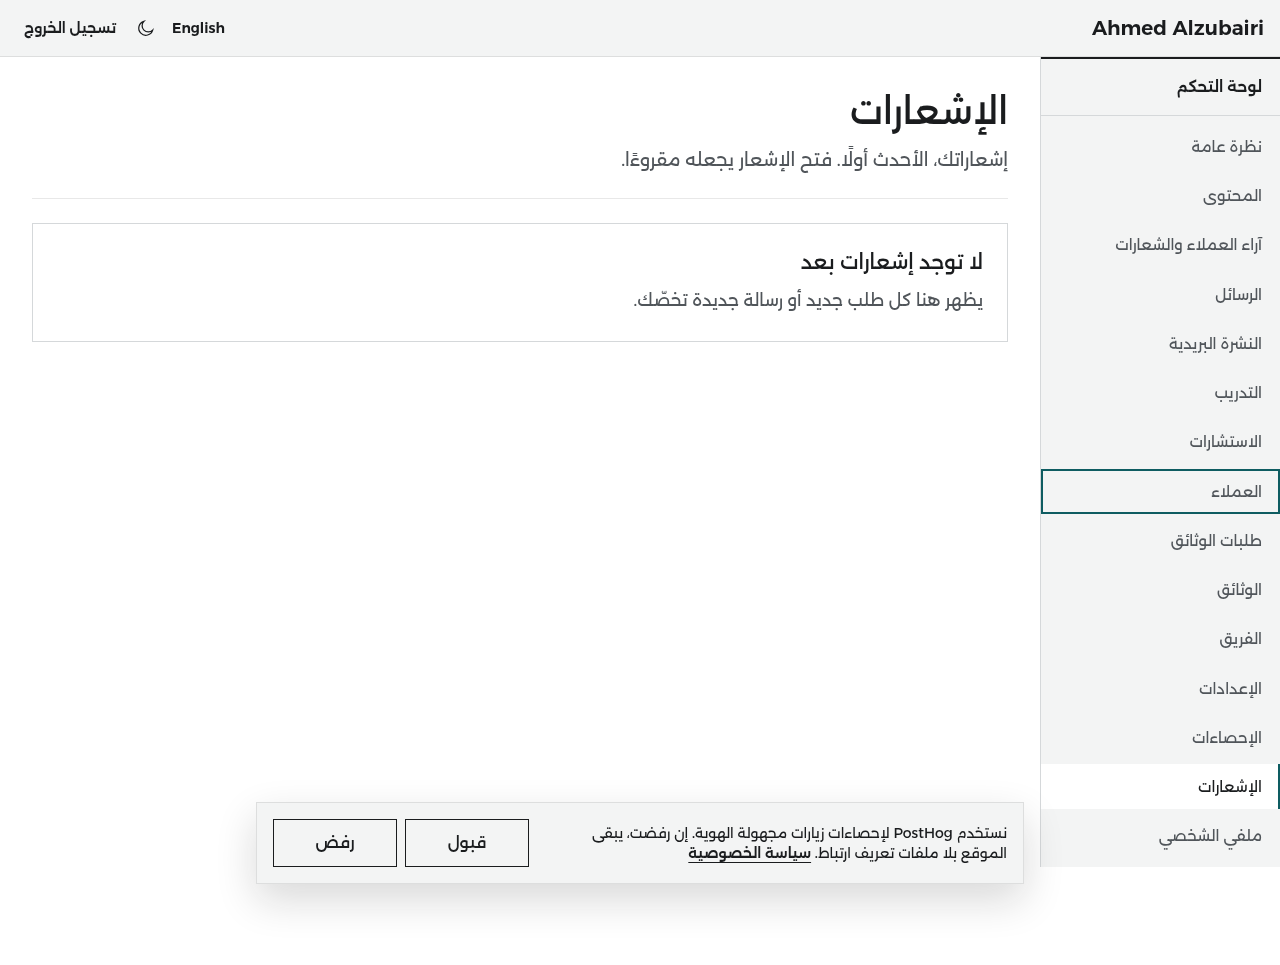 Ahmed Alzubairi
English
تسجيل الخروج
لوحة التحكم
نظرة عامة
المحتوى
آراء العملاء والشعارات
الرسائل
النشرة البريدية
التدريب
الاستشارات
العملاء
طلبات الوثائق
الوثائق
الفريق
الإعدادات
الإحصاءات
الإشعارات
ملفي الشخصي
الإشعارات
إشعاراتك، الأحدث أولًا. فتح الإشعار يجعله مقروءًا.
لا توجد إشعارات بعد
يظهر هنا كل طلب جديد أو رسالة جديدة تخصّك.
نستخدم PostHog لإحصاءات زيارات مجهولة الهوية. إن رفضت، يبقى
الموقع بلا ملفات تعريف ارتباط. سياسة الخصوصية
قبول
رفض